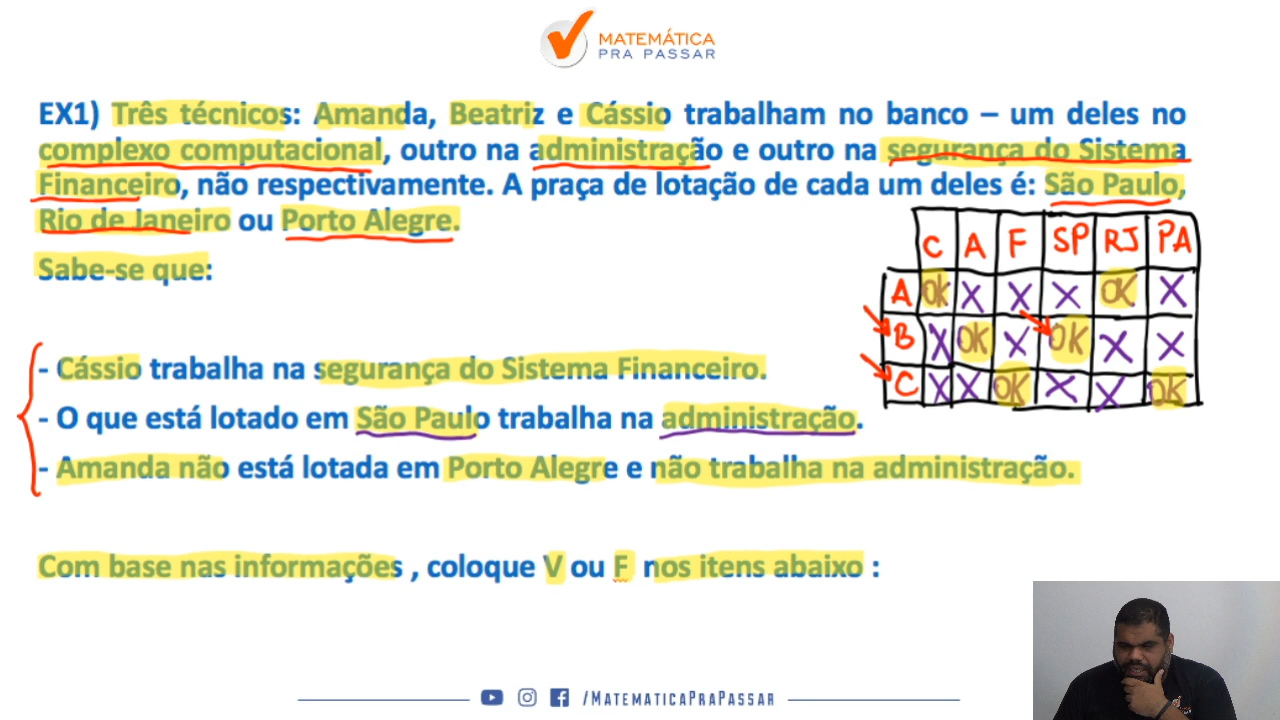 MATEMÁTICA
PRA PASSAR
EX1) Três técnicos: Amanda, Beatriz e Cássio trabalham no banco – um deles no
complexo computacional, outro na administração e outro na segurança do Sistema
Financeiro, não respectivamente. A praça de lotação de cada um deles é: São Paulo,
Rio de Janeiro ou Porto Alegre.
Sabe-se que:
C A F SP RJ PA
A OK X X X OK X
B X OK X OK X X
C X X OK X X OK
- Cássio trabalha na segurança do Sistema Financeiro.
- O que está lotado em São Paulo trabalha na administração.
- Amanda não está lotada em Porto Alegre e não trabalha na administração.
Com base nas informações , coloque V ou F nos itens abaixo :
/MATEMATICAPRAPASSAR